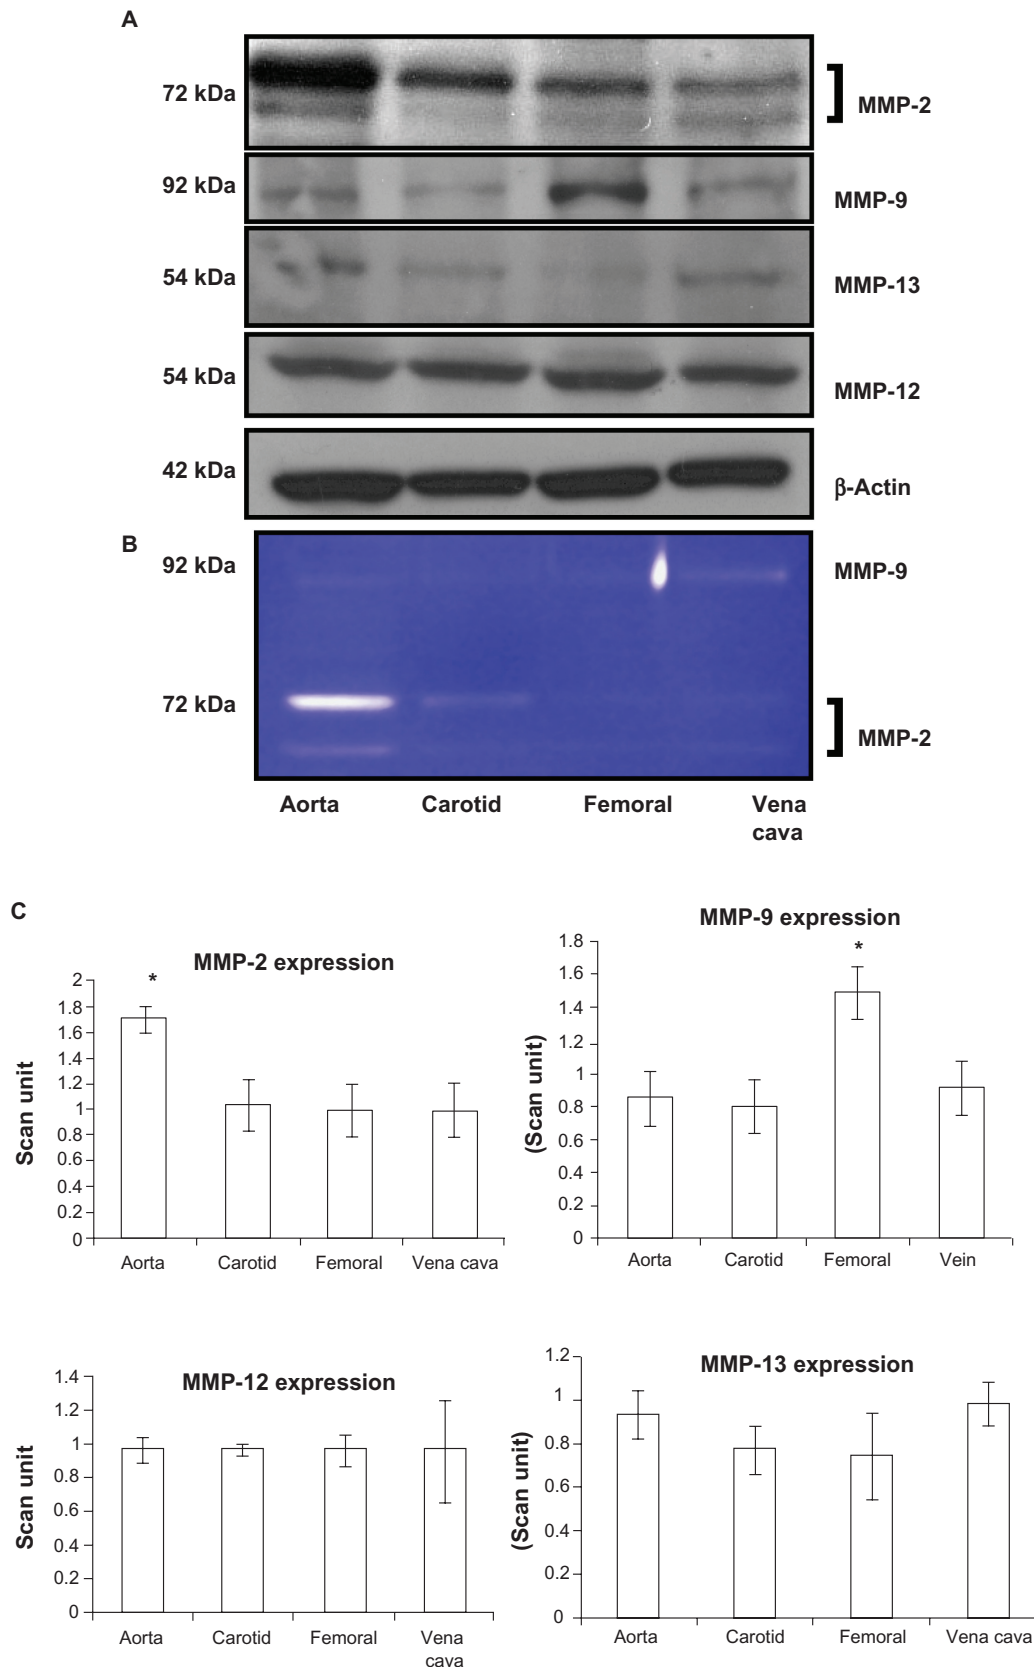 A
72 kDa
MMP-2
92 kDa
MMP-9
54 kDa
MMP-13
54 kDa
MMP-12
42 kDa
β-Actin
B
92 kDa
MMP-9
72 kDa
MMP-2
Aorta Carotid Femoral Vena
cava
C
MMP-2 expression
Scan unit
2
1.8
1.6
1.4
1.2
1
0.8
0.6
0.4
0.2
0
*
Aorta Carotid Femoral Vena cava
MMP-9 expression
(Scan unit)
1.8
1.6
1.4
1.2
1
0.8
0.6
0.4
0.2
0
*
Aorta Carotid Femoral Vein
MMP-12 expression
Scan unit
1.4
1.2
1
0.8
0.6
0.4
0.2
0
Aorta Carotid Femoral Vena
cava
MMP-13 expression
(Scan unit)
1.2
1
0.8
0.6
0.4
0.2
0
Aorta Carotid Femoral Vena cava